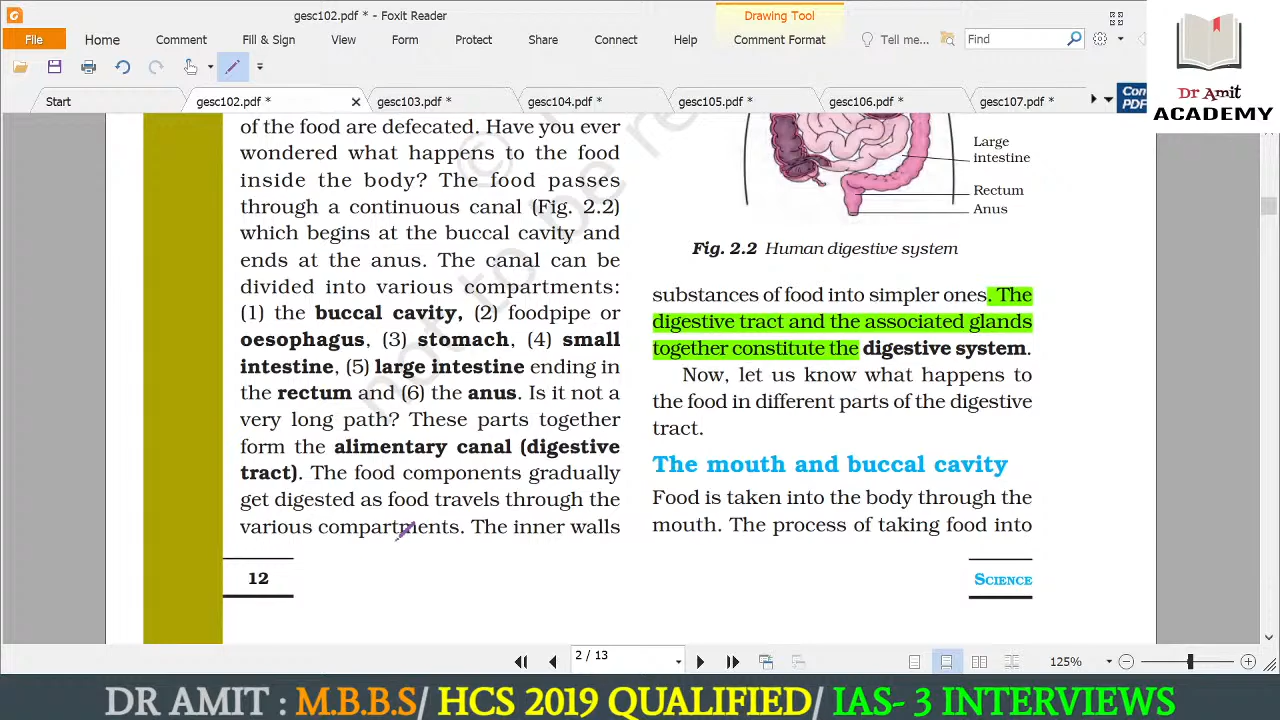 gesc102.pdf * - Foxit Reader
Drawing Tool
File Home Comment Fill & Sign View Form Protect Share Connect Help Comment Format Tell me... Find
Start gesc102.pdf * gesc103.pdf * gesc104.pdf * gesc105.pdf * gesc106.pdf * gesc107.pdf *
Con
PDF
Dr Amit
ACADEMY
of the food are defecated. Have you ever
wondered what happens to the food
inside the body? The food passes
through a continuous canal (Fig. 2.2)
which begins at the buccal cavity and
ends at the anus. The canal can be
divided into various compartments:
(1) the buccal cavity, (2) foodpipe or
oesophagus, (3) stomach, (4) small
intestine, (5) large intestine ending in
the rectum and (6) the anus. Is it not a
very long path? These parts together
form the alimentary canal (digestive
tract). The food components gradually
get digested as food travels through the
various compartments. The inner walls
12
Large
intestine
Rectum
Anus
Fig. 2.2 Human digestive system
substances of food into simpler ones. The
digestive tract and the associated glands
together constitute the digestive system.
Now, let us know what happens to
the food in different parts of the digestive
tract.
The mouth and buccal cavity
Food is taken into the body through the
mouth. The process of taking food into
SCIENCE
not to be re
©
2 / 13
125%
DR AMIT : M.B.B.S/ HCS 2019 QUALIFIED/ IAS- 3 INTERVIEWS